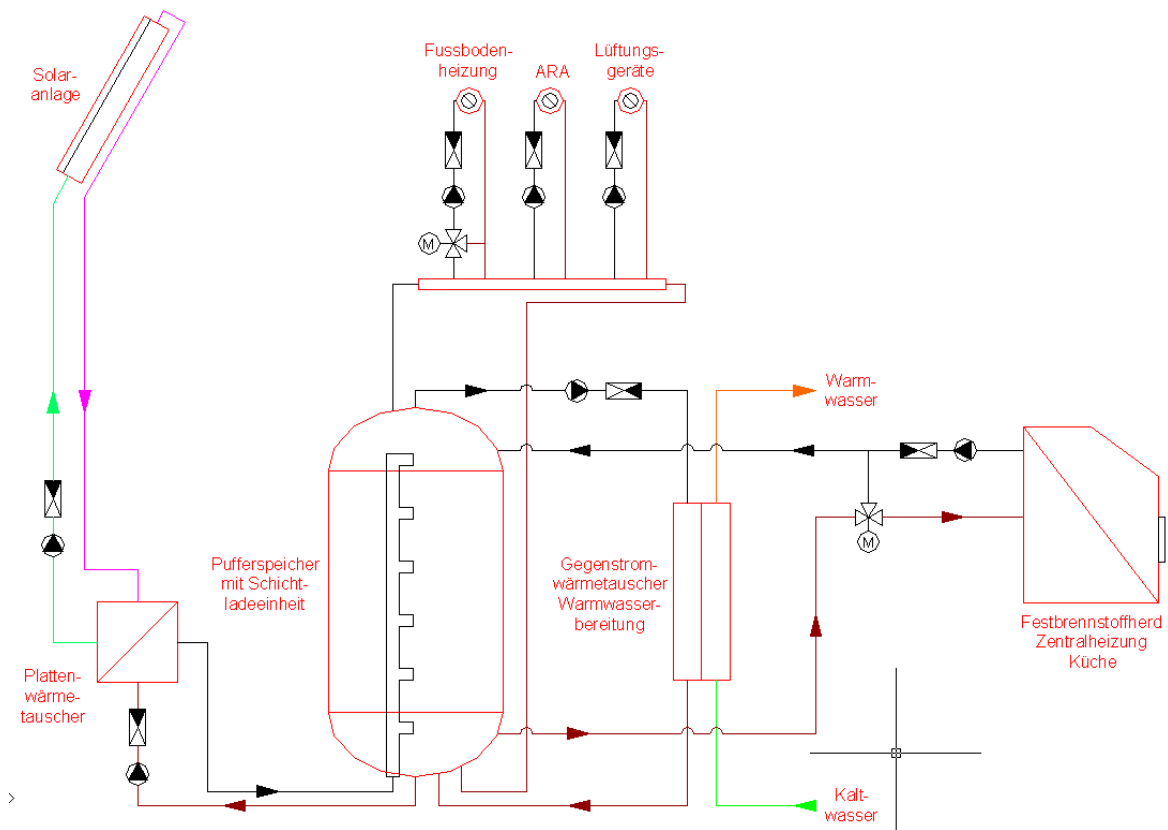 Fussboden-
heizung
ARA
Lüftungs-
geräte
Solar-
anlage
M
Warm-
wasser
M
Pufferspeicher
mit Schicht-
ladeeinheit
Gegenstrom-
wärmetauscher
Warmwasser-
bereitung
Festbrennstoffherd
Zentralheizung
Küche
Platten-
wärme-
tauscher
Kalt-
wasser